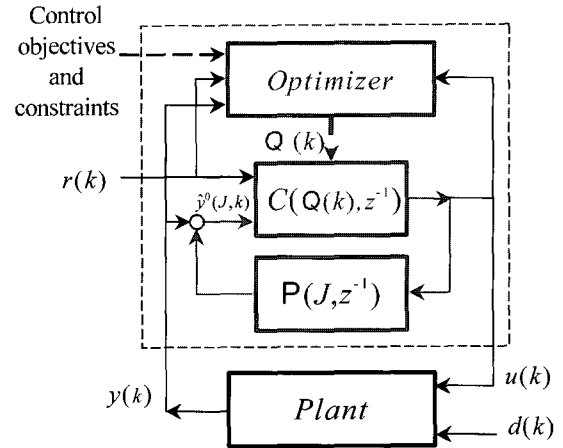 Control
objectives
and
constraints
Optimizer
Q (k)
r(k)
ŷ⁰(J,k)
C(Q(k),z⁻¹)
P(J,z⁻¹)
y(k)
Plant
u(k)
d(k)